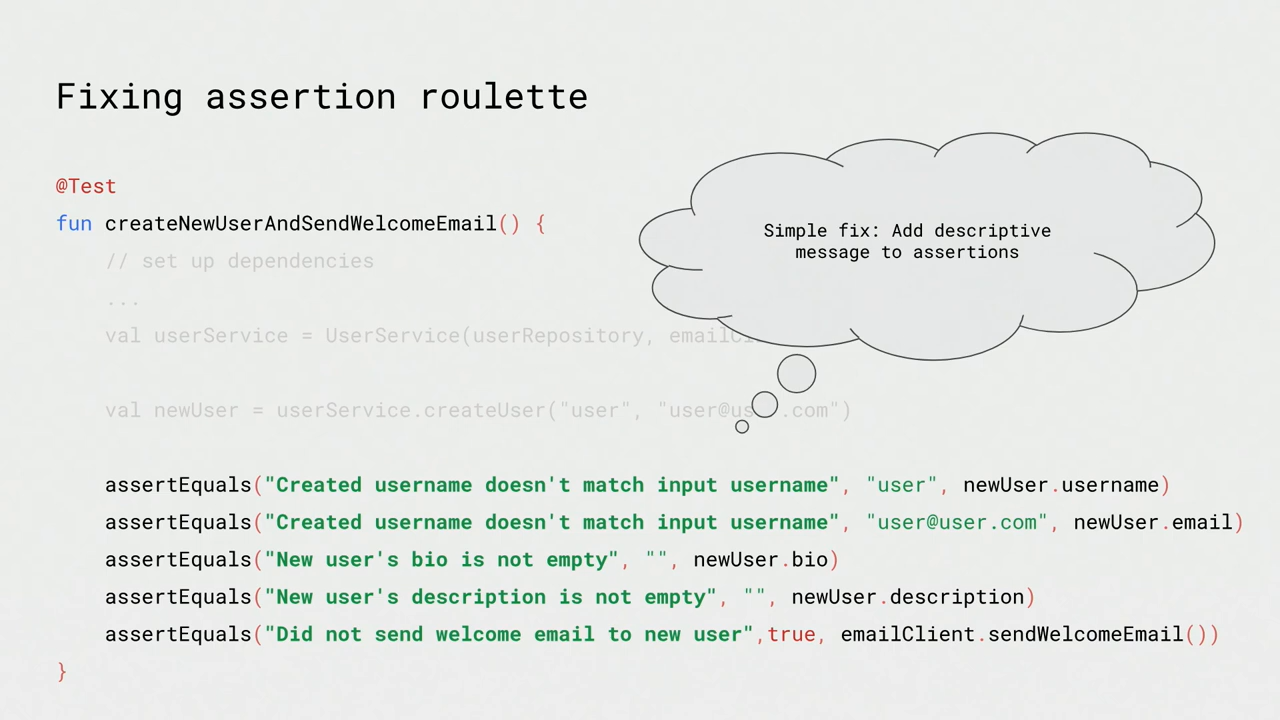 Fixing assertion roulette
@Test
fun createNewUserAndSendWelcomeEmail() {
// set up dependencies
...
val userService = UserService(userRepository,
val newUser = userService.createUser("user", "user@us .com")
Simple fix: Add descriptive
message to assertions
assertEquals("Created username doesn't match input username", "user", newUser.username)
assertEquals("Created username doesn't match input username", "user@user.com", newUser.email)
assertEquals("New user's bio is not empty", "", newUser.bio)
assertEquals("New user's description is not empty", "", newUser.description)
assertEquals("Did not send welcome email to new user",true, emailClient.sendWelcomeEmail())
}